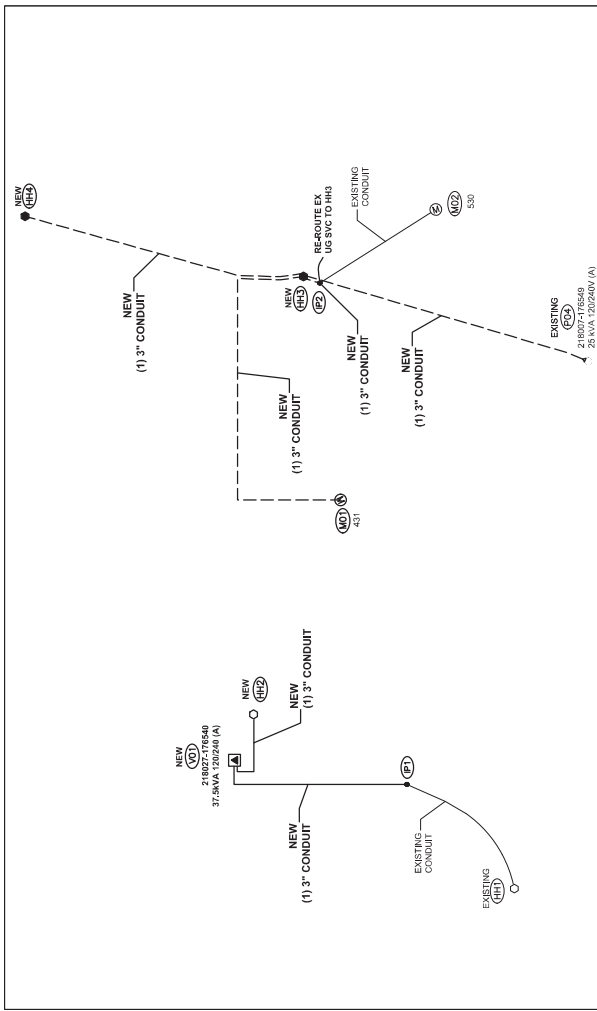 NEW
V01
218027-176540
37.5kVA 120/240 (A)
NEW
HH2
NEW
(1) 3" CONDUIT
NEW
(1) 3" CONDUIT
IP1
EXISTING
CONDUIT
EXISTING
HH1
NEW
HH4
NEW
(1) 3" CONDUIT
NEW
HH3
IP2
RE-ROUTE EX
UG SVC TO HH3
EXISTING
CONDUIT
M02
530
NEW
(1) 3" CONDUIT
NEW
(1) 3" CONDUIT
NEW
(1) 3" CONDUIT
M01
431
EXISTING
P04
218007-176549
25 kVA 120/240V (A)